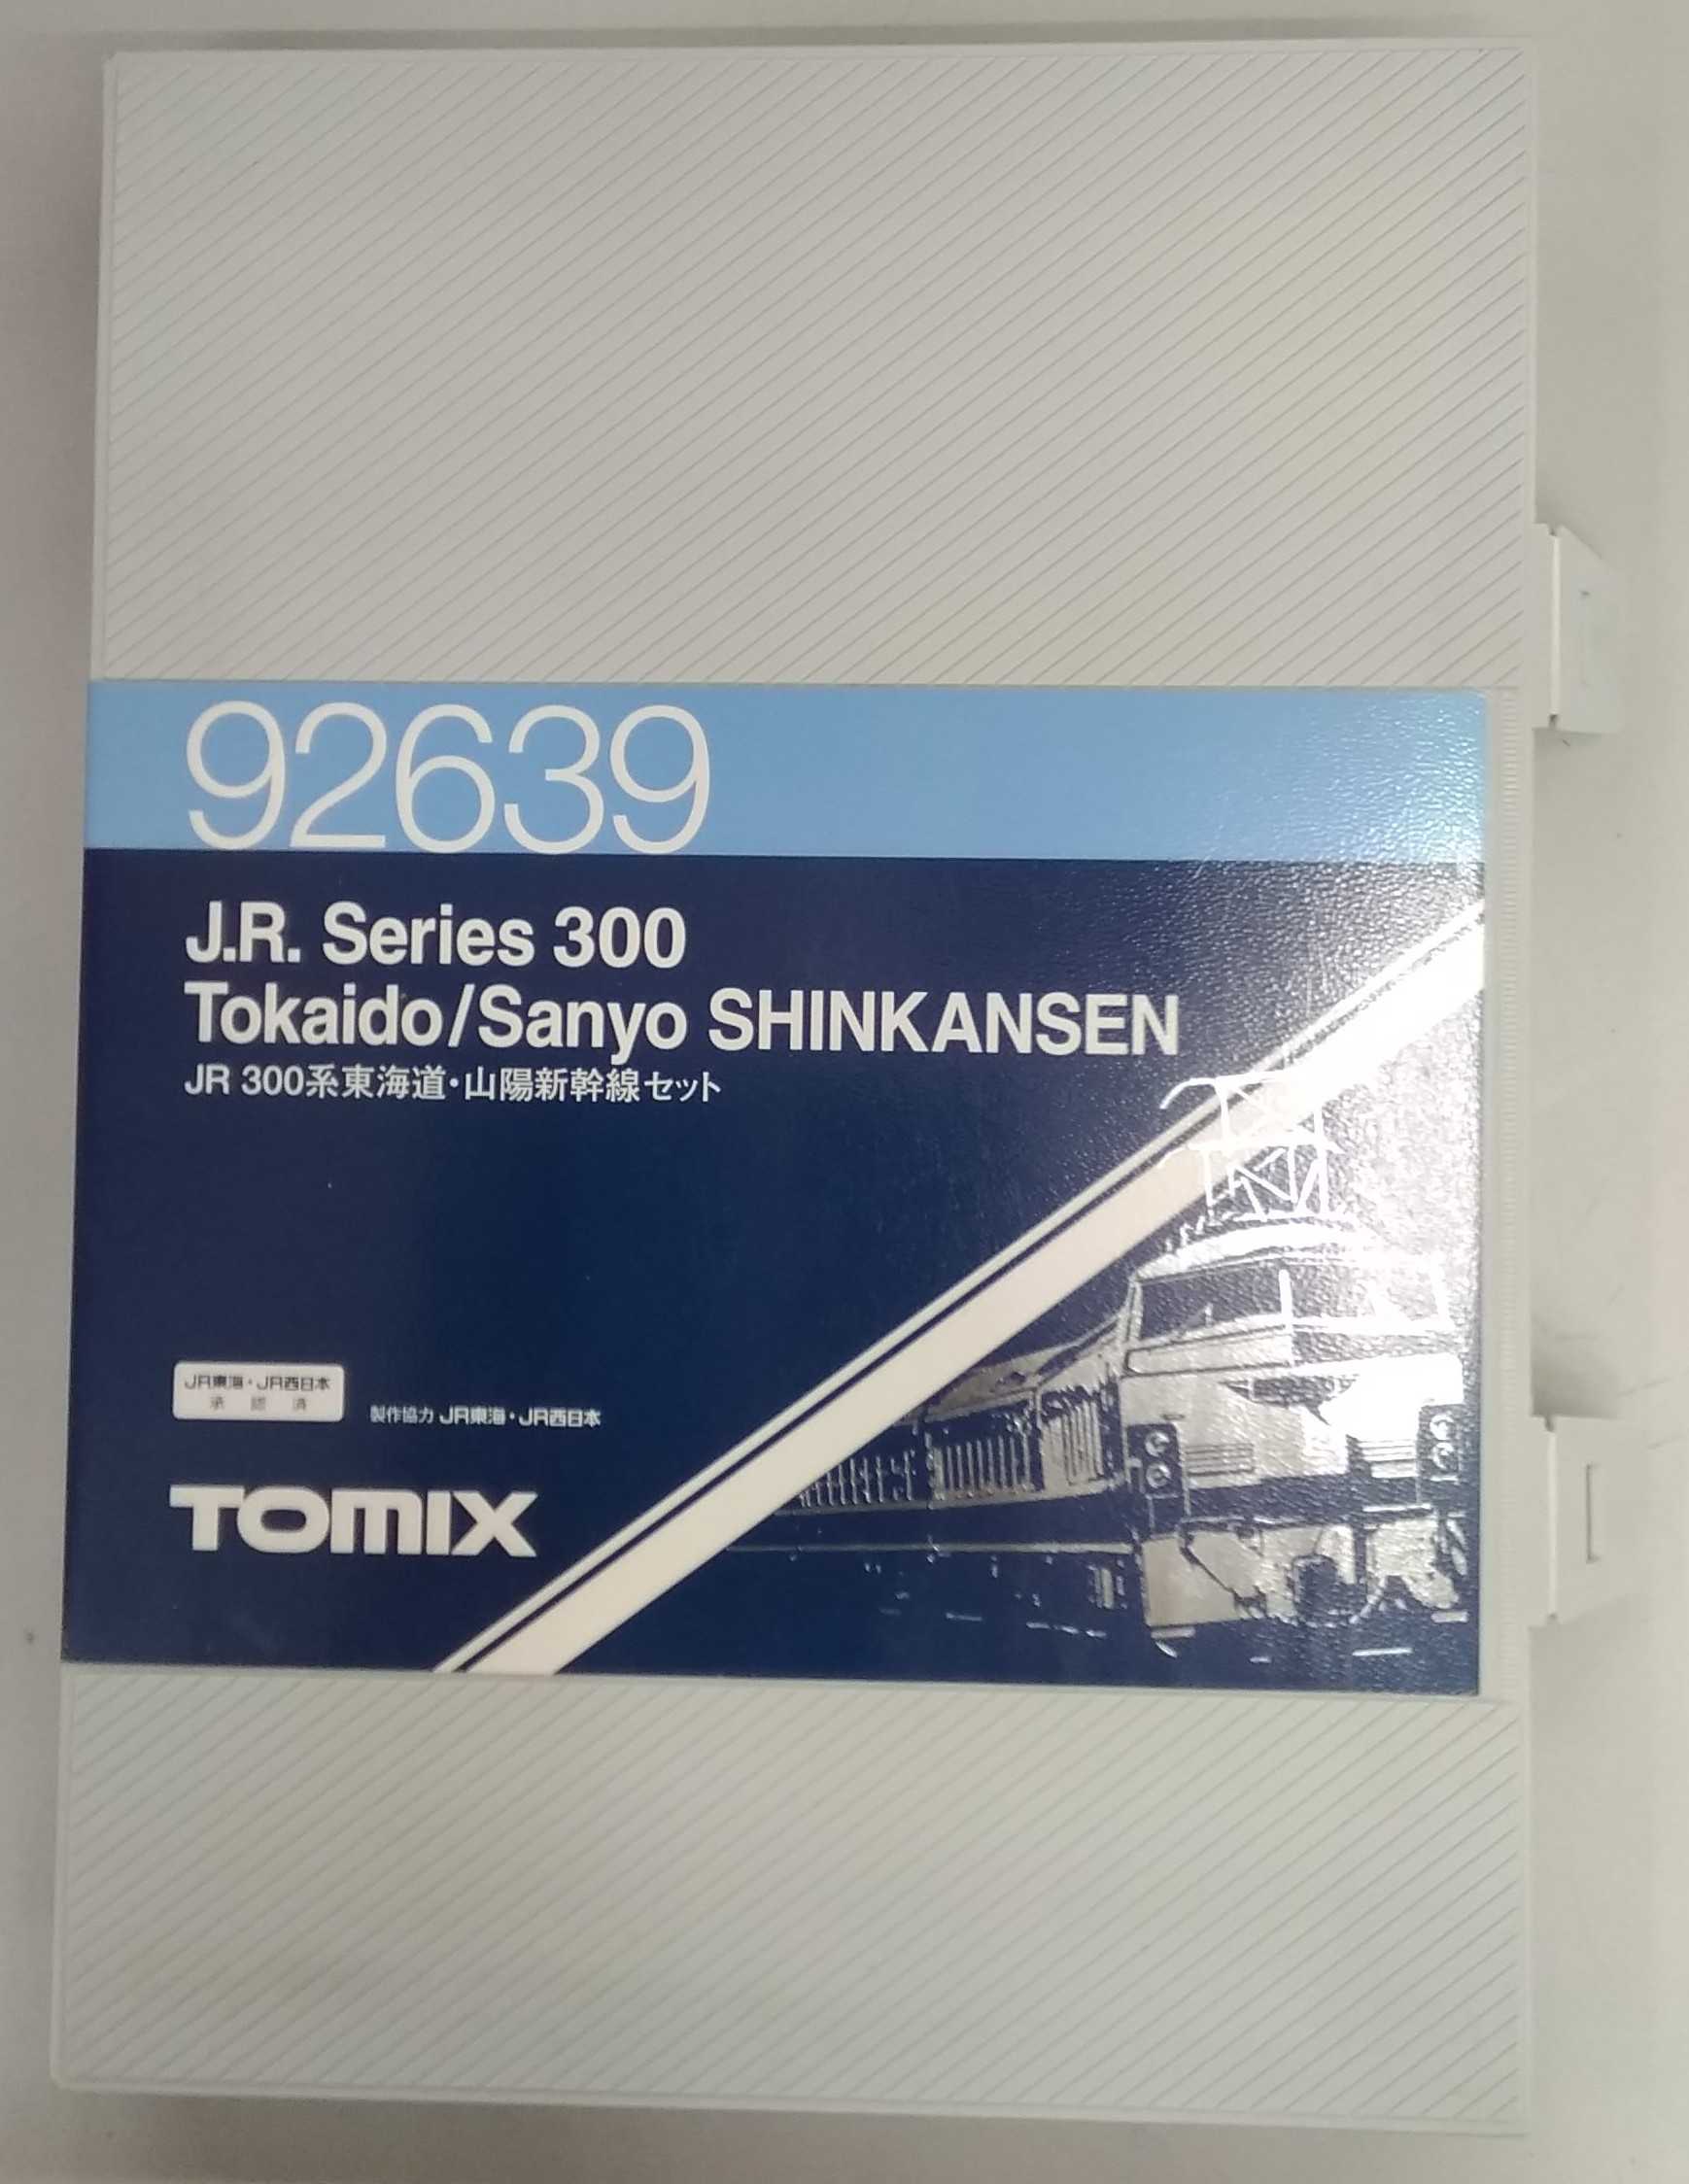 92639
J.R. Series 300
Tokaido/Sanyo SHINKANSEN
JR 300系東海道・山陽新幹線セット
JR東海・JR西日本
承認済
製作協力 JR東海・JR西日本
TOMIX